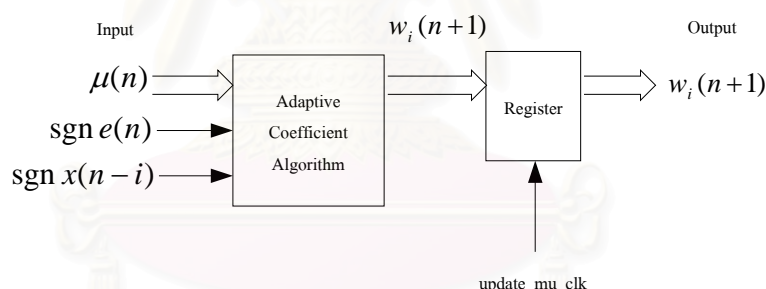 Input
w_i(n+1)
Output
μ(n)
Adaptive
Coefficient
Algorithm
Register
w_i(n+1)
sgn e(n)
sgn x(n−i)
update_mu_clk